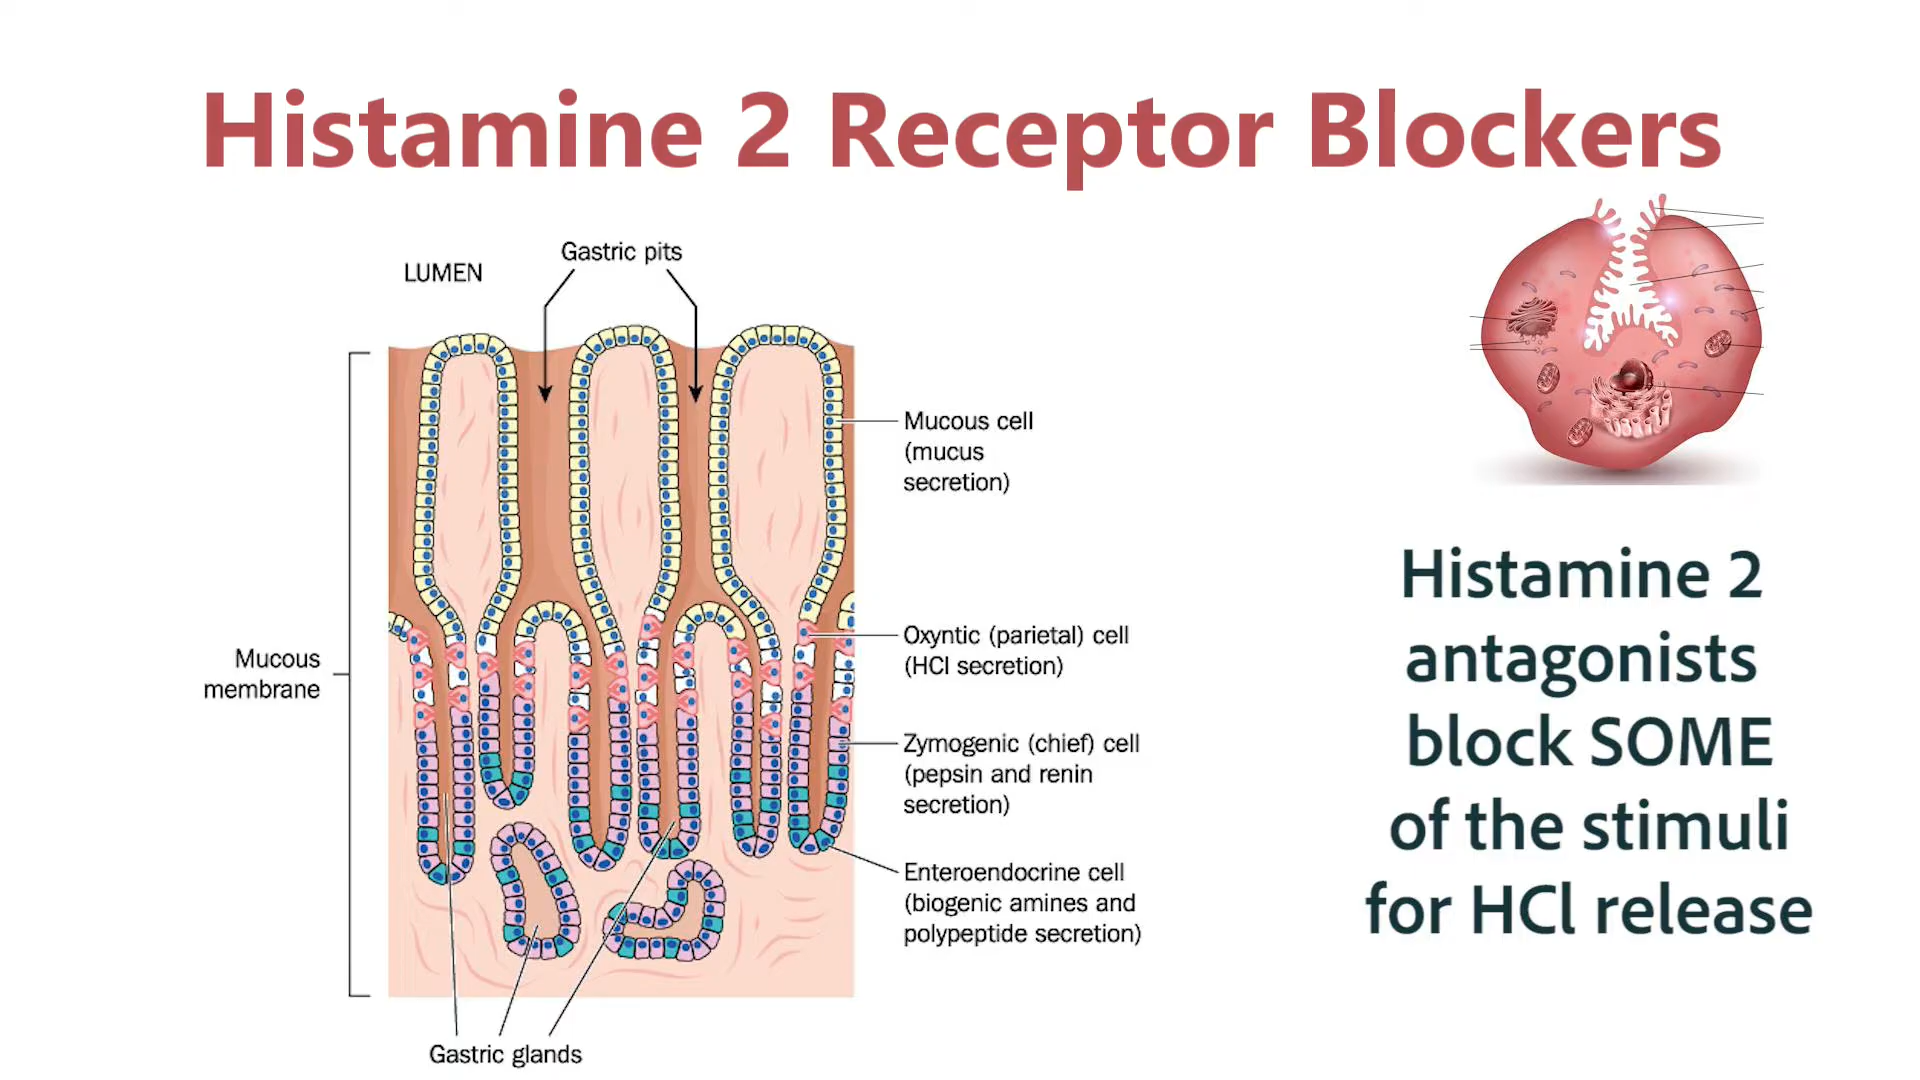 Histamine 2 Receptor Blockers
LUMEN
Gastric pits
Mucous cell
(mucus
secretion)
Oxyntic (parietal) cell
(HCl secretion)
Mucous
membrane
Zymogenic (chief) cell
(pepsin and renin
secretion)
Enteroendocrine cell
(biogenic amines and
polypeptide secretion)
Gastric glands
Histamine 2
antagonists
block SOME
of the stimuli
for HCl release